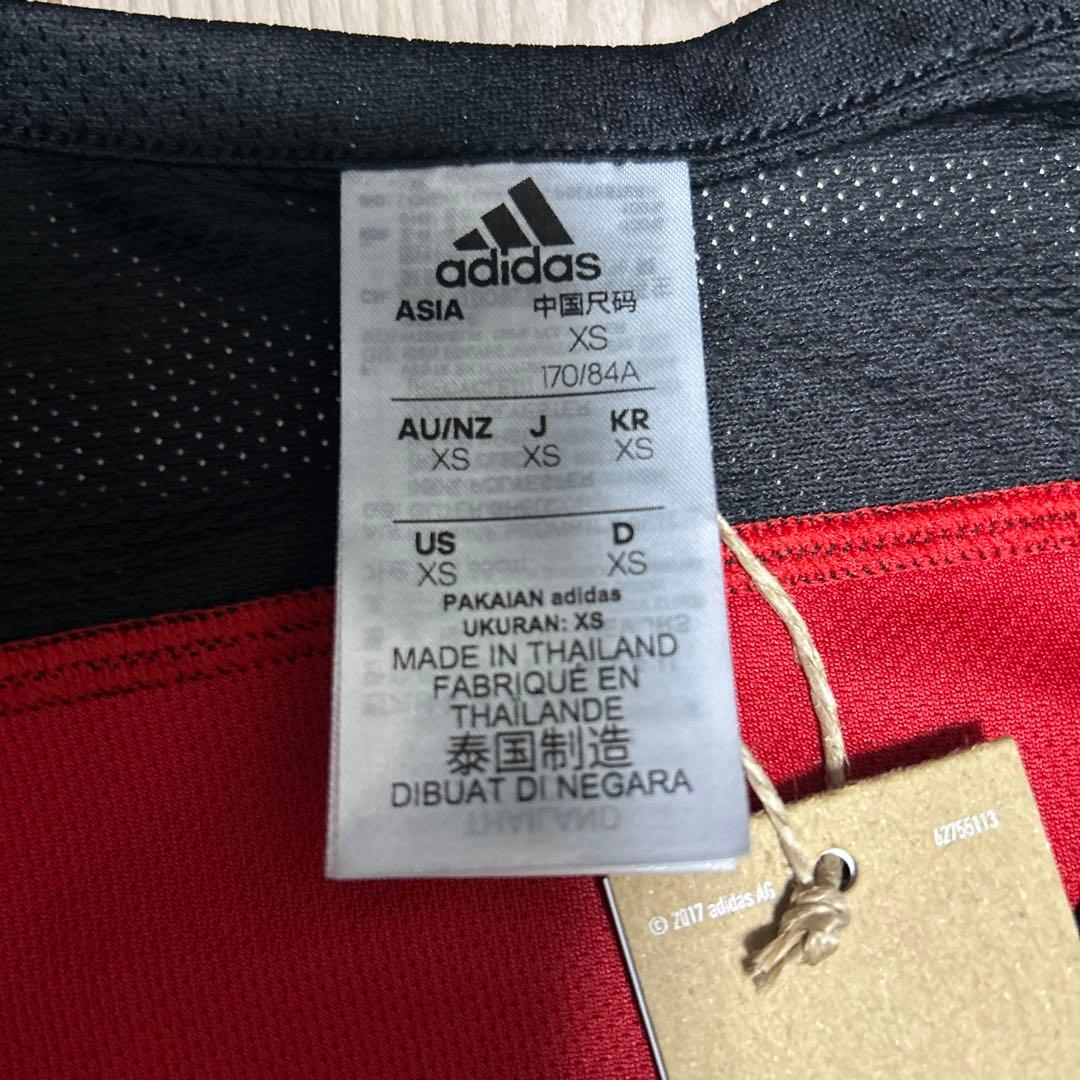 adidas
ASIA 中国尺码
XS
170/84A
AU/NZ J KR
XS XS XS
US D
XS XS
PAKAIAN adidas
UKURAN: XS
MADE IN THAILAND
FABRIQUÉ EN
THAÏLANDE
泰国制造
DIBUAT DI NEGARA
THAILAND
62755113
© 2017 adidas AG